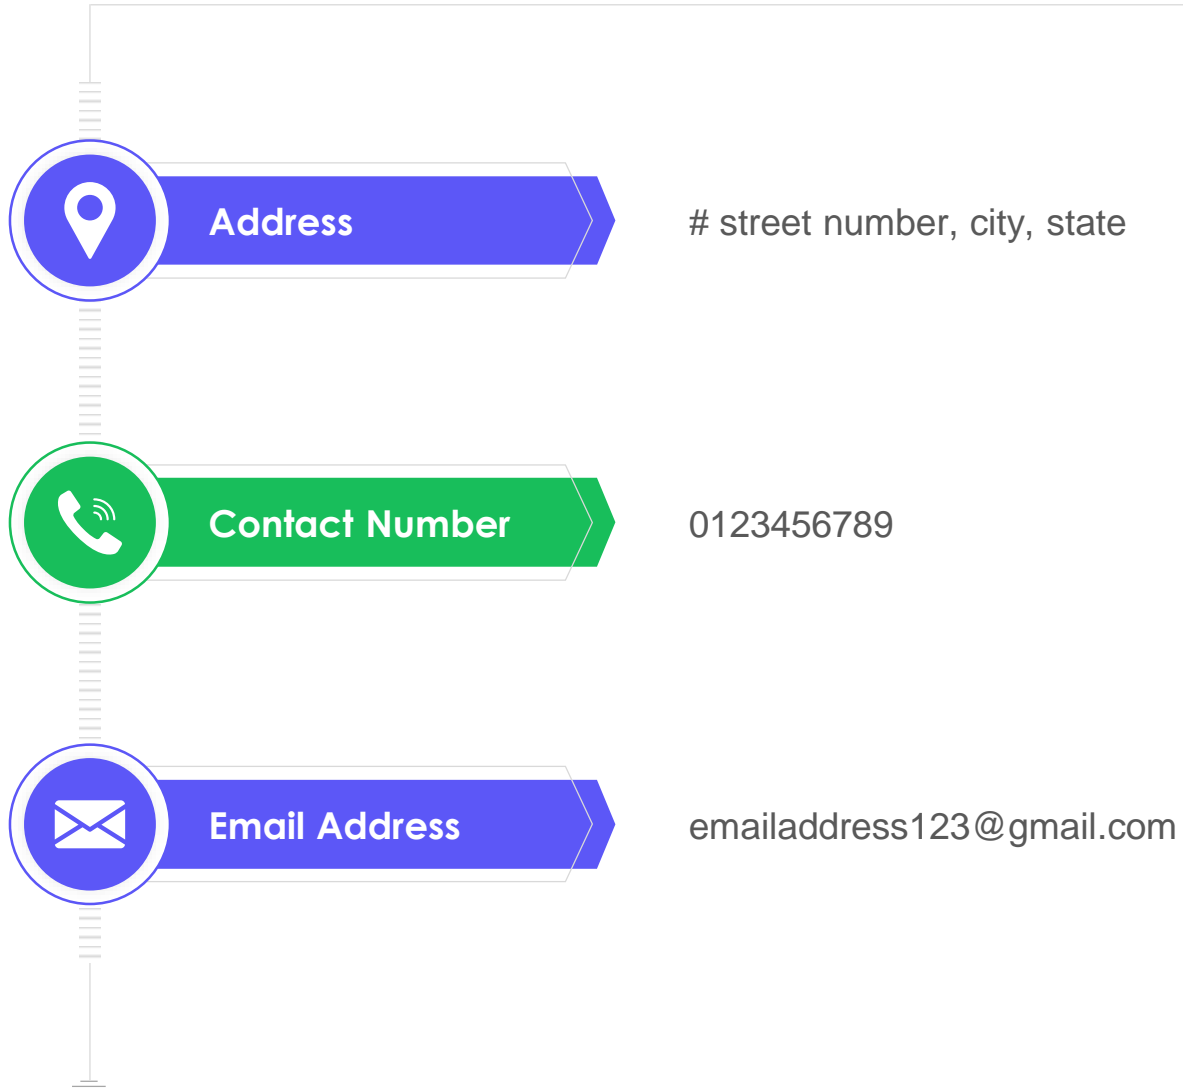 Address
# street number, city, state
Contact Number
0123456789
Email Address
emailaddress123@gmail.com